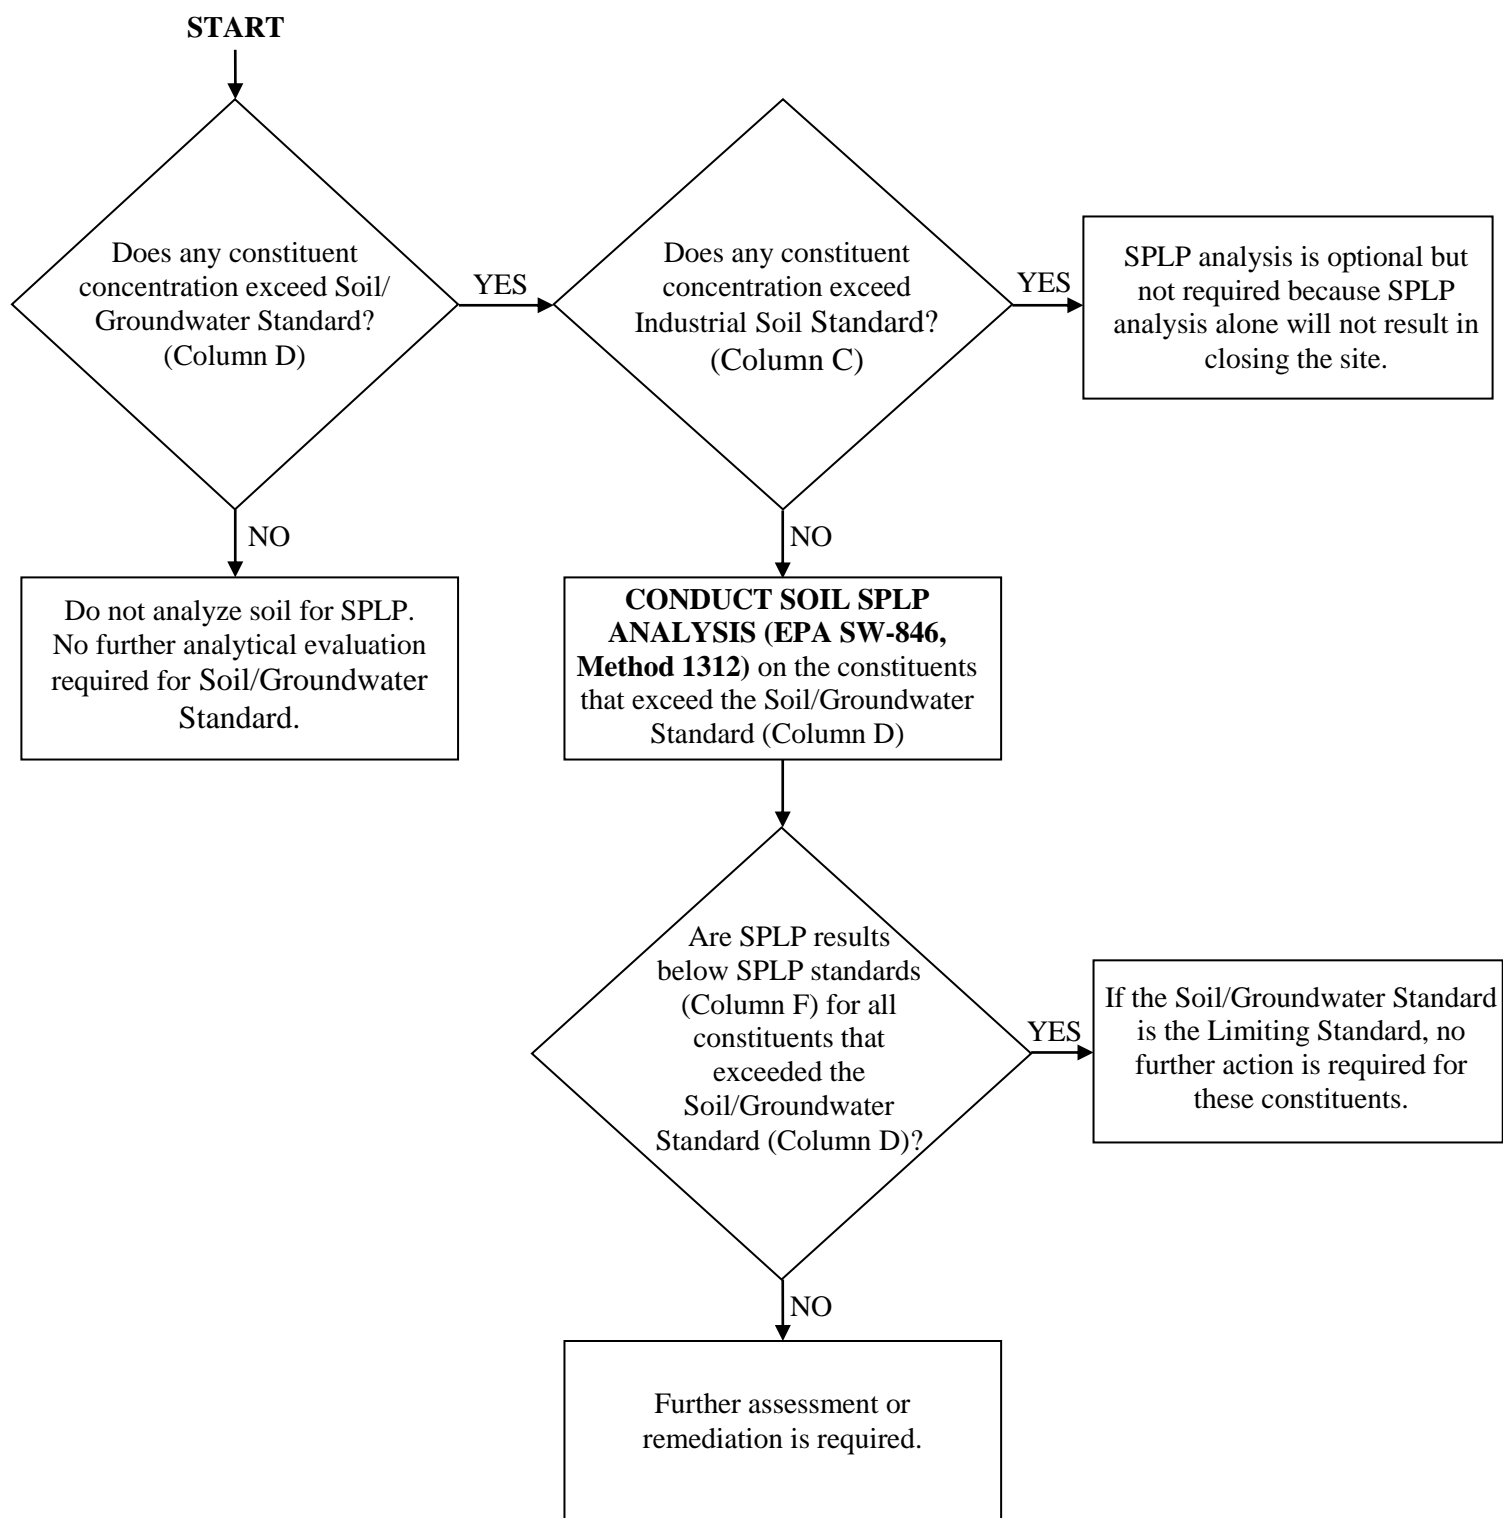 START
Does any constituent
concentration exceed Soil/
Groundwater Standard?
(Column D)
YES
Does any constituent
concentration exceed
Industrial Soil Standard?
(Column C)
YES
SPLP analysis is optional but
not required because SPLP
analysis alone will not result in
closing the site.
NO
NO
Do not analyze soil for SPLP.
No further analytical evaluation
required for Soil/Groundwater
Standard.
CONDUCT SOIL SPLP
ANALYSIS (EPA SW-846,
Method 1312) on the constituents
that exceed the Soil/Groundwater
Standard (Column D)
Are SPLP results
below SPLP standards
(Column F) for all
constituents that
exceeded the
Soil/Groundwater
Standard (Column D)?
YES
If the Soil/Groundwater Standard
is the Limiting Standard, no
further action is required for
these constituents.
NO
Further assessment or
remediation is required.